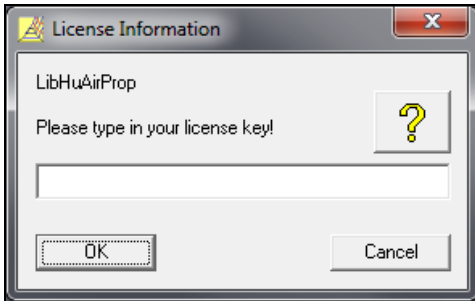 License Information
LibHuAirProp
Please type in your license key!
?
OK
Cancel